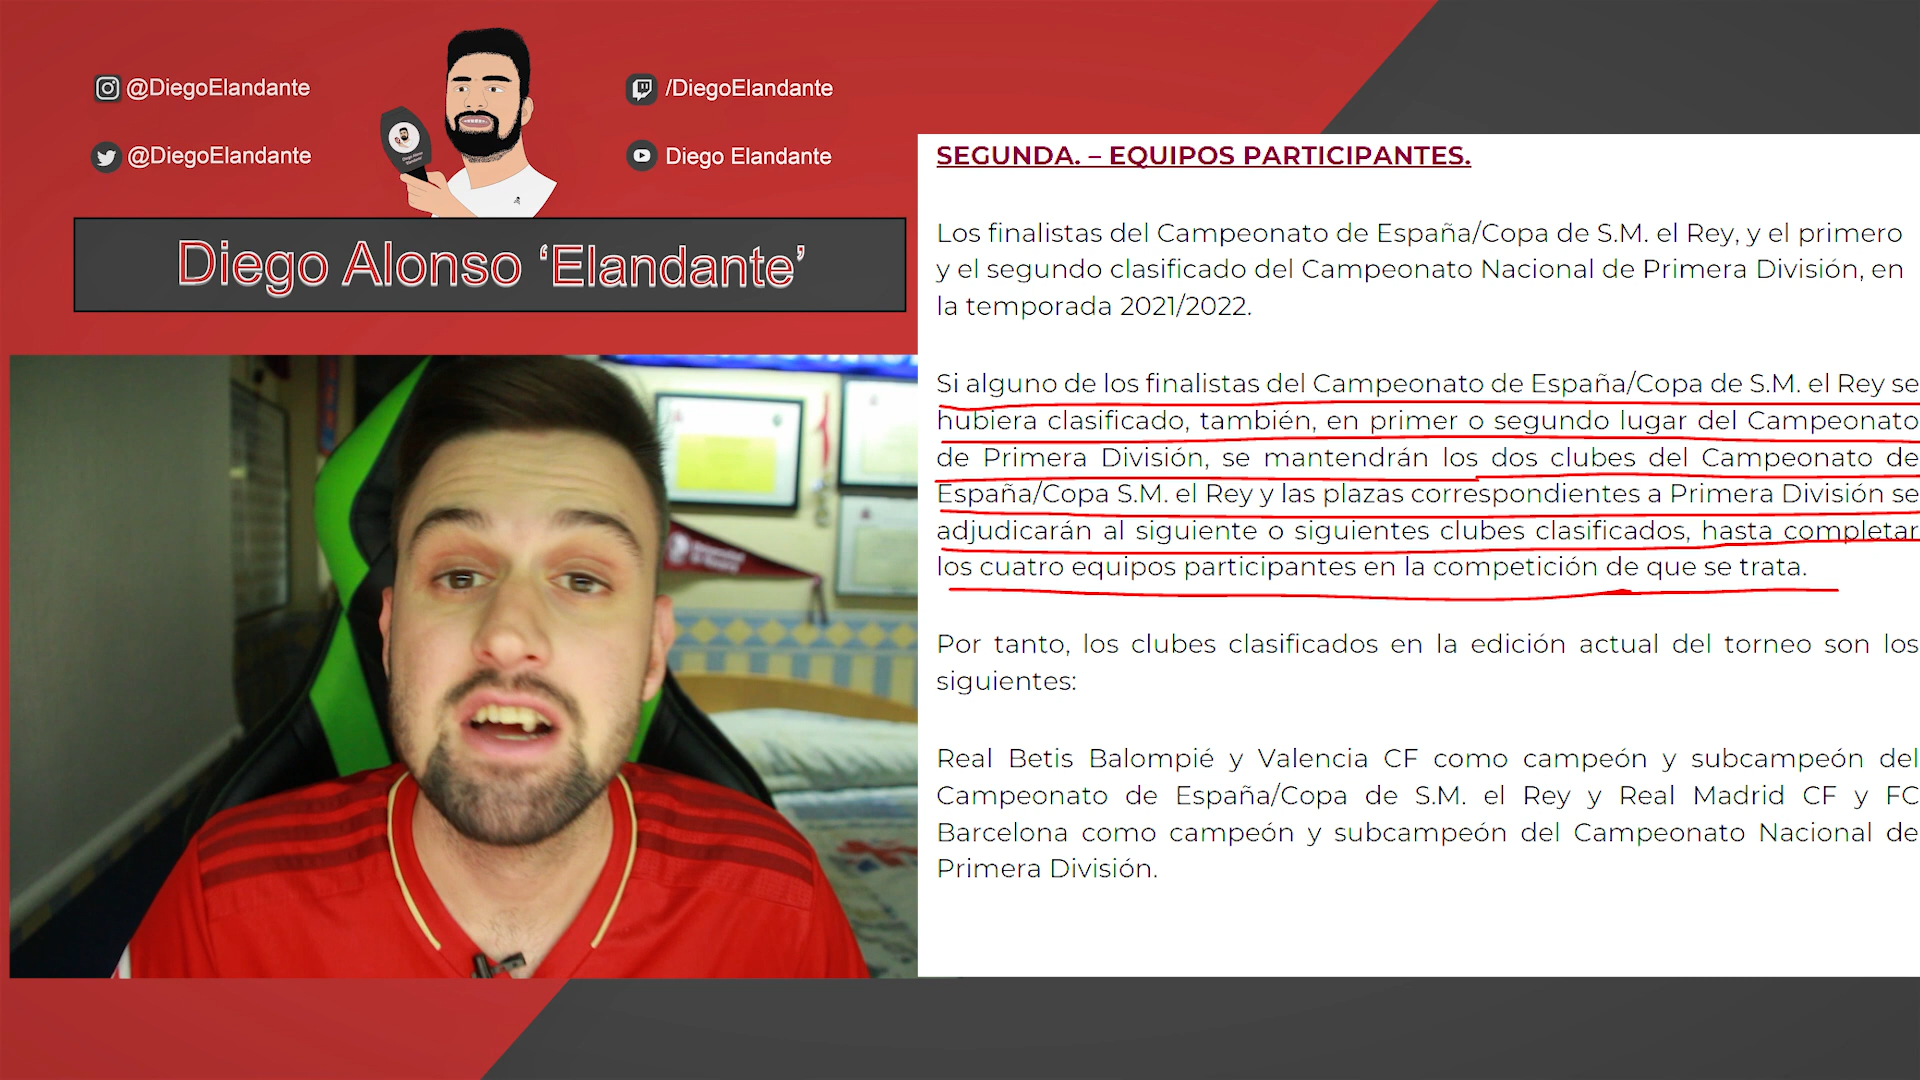 @DiegoElandante
/DiegoElandante
@DiegoElandante
Diego Elandante
Diego Alonso ‘Elandante’
SEGUNDA. – EQUIPOS PARTICIPANTES.
Los finalistas del Campeonato de España/Copa de S.M. el Rey, y el primero
y el segundo clasificado del Campeonato Nacional de Primera División, en
la temporada 2021/2022.
Si alguno de los finalistas del Campeonato de España/Copa de S.M. el Rey se
hubiera clasificado, también, en primer o segundo lugar del Campeonato
de Primera División, se mantendrán los dos clubes del Campeonato de
España/Copa S.M. el Rey y las plazas correspondientes a Primera División se
adjudicarán al siguiente o siguientes clubes clasificados, hasta completar
los cuatro equipos participantes en la competición de que se trata.
Por tanto, los clubes clasificados en la edición actual del torneo son los
siguientes:
Real Betis Balompié y Valencia CF como campeón y subcampeón del
Campeonato de España/Copa de S.M. el Rey y Real Madrid CF y FC
Barcelona como campeón y subcampeón del Campeonato Nacional de
Primera División.